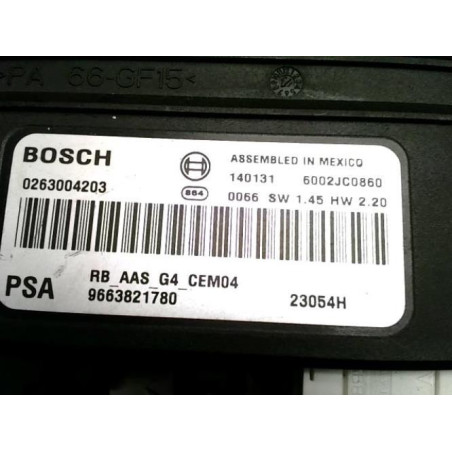 >PA 66-GF15<
BOSCH
ASSEMBLED IN MEXICO
140131 6002JC0860
0263004203
864
0066 SW 1.45 HW 2.20
RB_AAS_G4_CEM04
PSA
9663821780
23054H